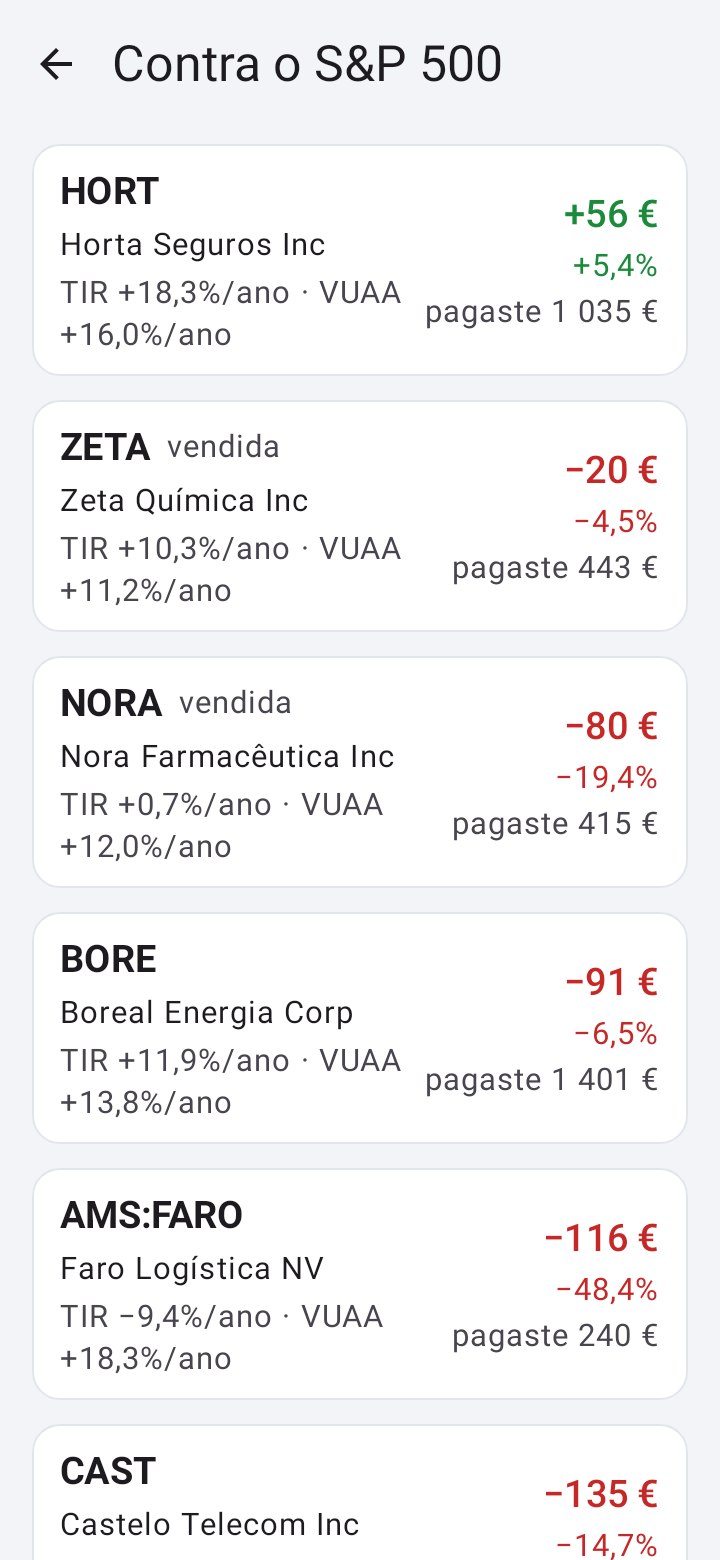 Contra o S&P 500
HORT
Horta Seguros Inc
TIR +18,3%/ano · VUAA
+16,0%/ano
+56 €
+5,4%
pagaste 1 035 €
ZETA vendida
Zeta Química Inc
TIR +10,3%/ano · VUAA
+11,2%/ano
−20 €
−4,5%
pagaste 443 €
NORA vendida
Nora Farmacêutica Inc
TIR +0,7%/ano · VUAA
+12,0%/ano
−80 €
−19,4%
pagaste 415 €
BORE
Boreal Energia Corp
TIR +11,9%/ano · VUAA
+13,8%/ano
−91 €
−6,5%
pagaste 1 401 €
AMS:FARO
Faro Logística NV
TIR −9,4%/ano · VUAA
+18,3%/ano
−116 €
−48,4%
pagaste 240 €
CAST
Castelo Telecom Inc
−135 €
−14,7%